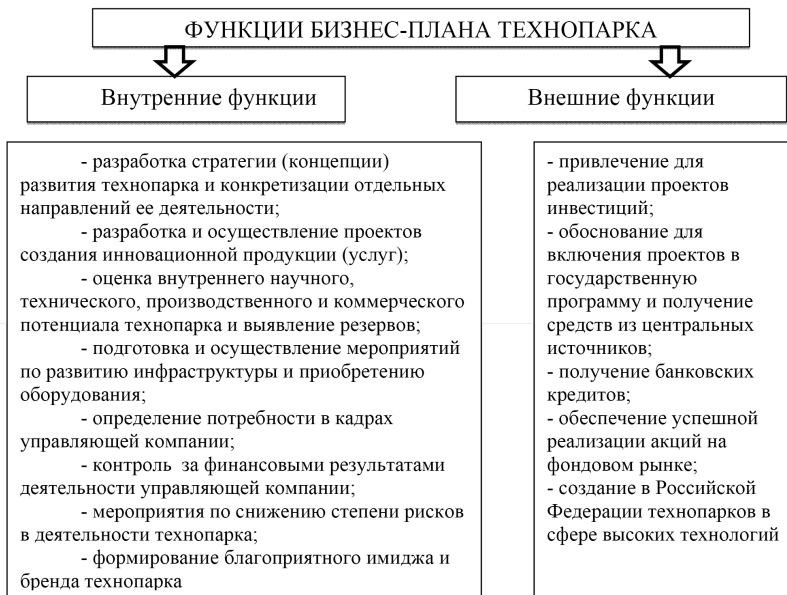 ФУНКЦИИ БИЗНЕС-ПЛАНА ТЕХНОПАРКА
Внутренние функции
Внешние функции
- разработка стратегии (концепции)
развития технопарка и конкретизации отдельных
направлений ее деятельности;
- разработка и осуществление проектов
создания инновационной продукции (услуг);
- оценка внутреннего научного,
технического, производственного и коммерческого
потенциала технопарка и выявление резервов;
- подготовка и осуществление мероприятий
по развитию инфраструктуры и приобретению
оборудования;
- определение потребности в кадрах
управляющей компании;
- контроль за финансовыми результатами
деятельности управляющей компании;
- мероприятия по снижению степени рисков
в деятельности технопарка;
- формирование благоприятного имиджа и
бренда технопарка
- привлечение для
реализации проектов
инвестиций;
- обоснование для
включения проектов в
государственную
программу и получение
средств из центральных
источников;
- получение банковских
кредитов;
- обеспечение успешной
реализации акций на
фондовом рынке;
- создание в Российской
Федерации технопарков в
сфере высоких технологий